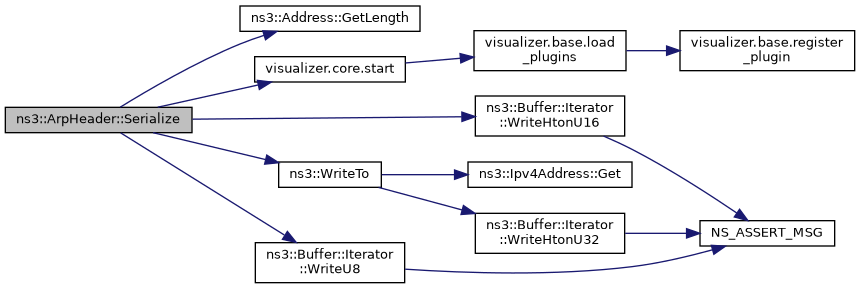 ns3::ArpHeader::Serialize
ns3::Address::GetLength
visualizer.core.start
visualizer.base.load
_plugins
visualizer.base.register
_plugin
ns3::Buffer::Iterator
::WriteHtonU16
ns3::WriteTo
ns3::Ipv4Address::Get
ns3::Buffer::Iterator
::WriteHtonU32
NS_ASSERT_MSG
ns3::Buffer::Iterator
::WriteU8